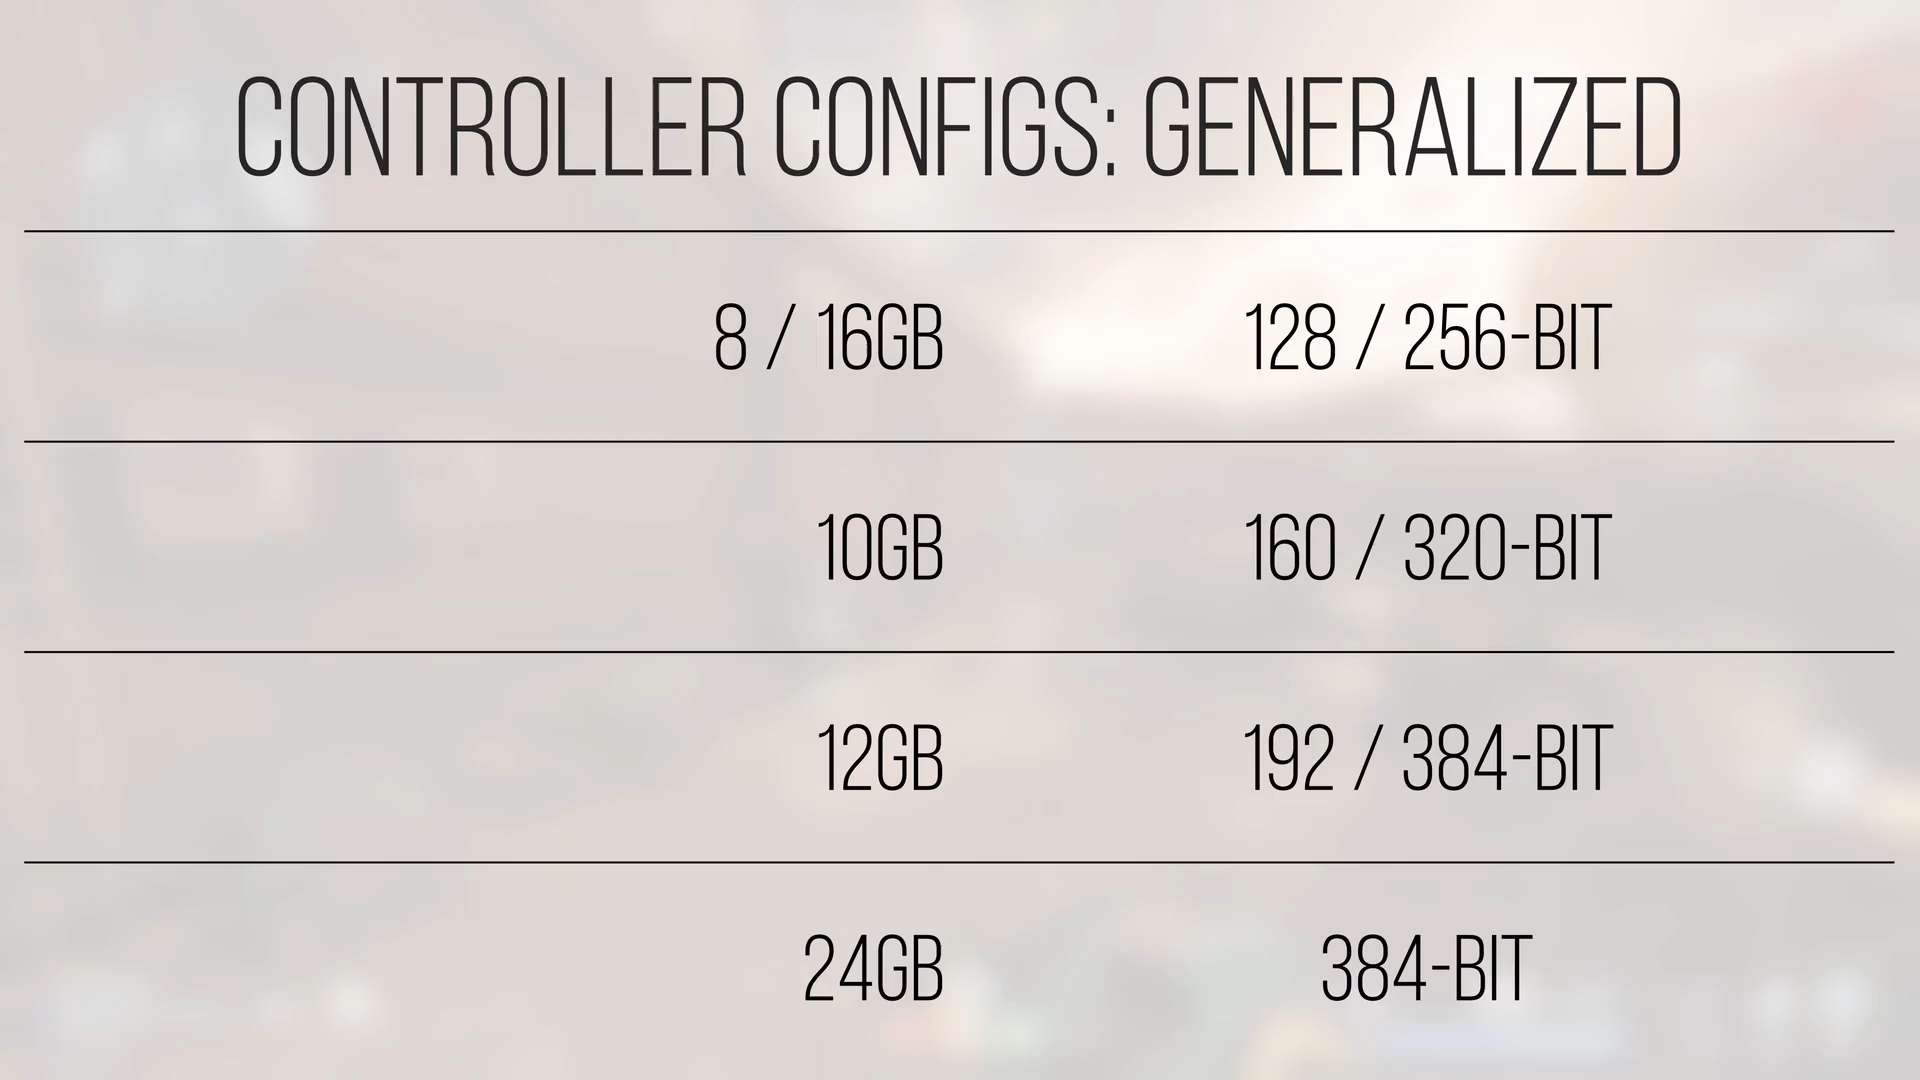 CONTROLLER CONFIGS: GENERALIZED
8 / 16GB 128 / 256-BIT
10GB 160 / 320-BIT
12GB 192 / 384-BIT
24GB 384-BIT